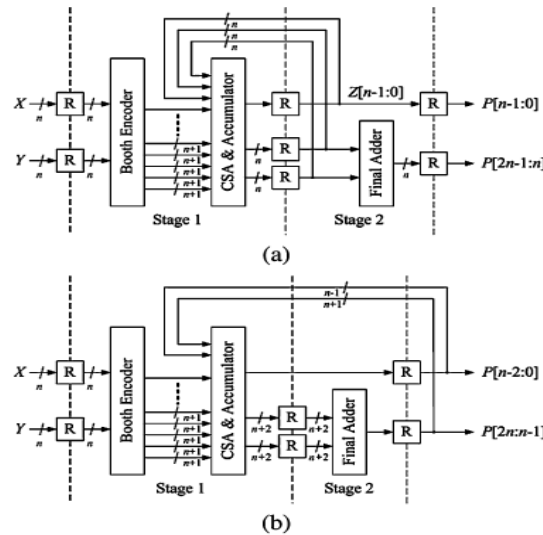 n
n
n
X
n
R
n
Booth Encoder
CSA & Accumulator
R
Z[n-1:0]
R
P[n-1:0]
Y
n
R
n
n+1
n+1
n+1
n+1
n+1
n
R
n
R
Final Adder
n
R
P[2n-1:n]
Stage 1
Stage 2
(a)
n-1
n+1
X
n
R
n
Booth Encoder
CSA & Accumulator
R
P[n-2:0]
Y
n
R
n
n+1
n+1
n+1
n+1
n+1
n+2
R
n+2
n+2
R
n+2
Final Adder
R
P[2n:n-1]
Stage 1
Stage 2
(b)